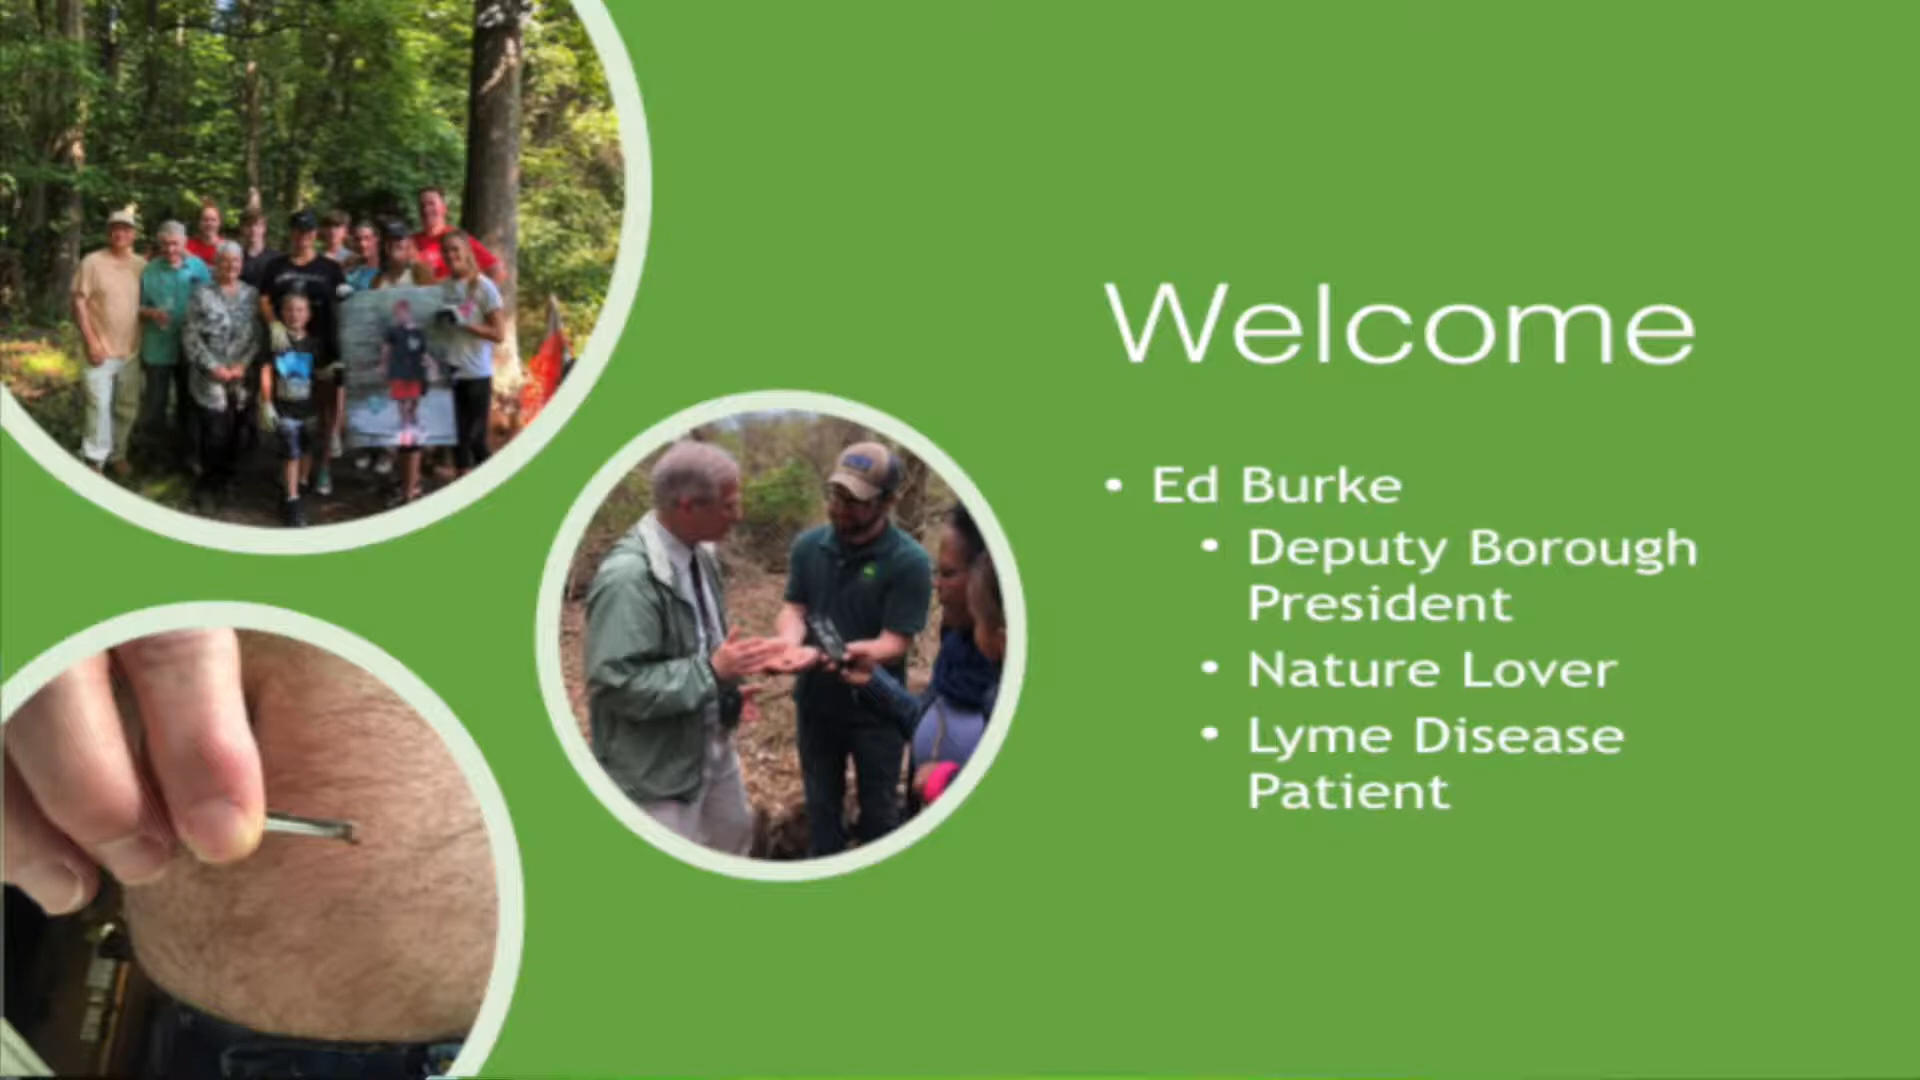 Welcome
• Ed Burke
• Deputy Borough
President
• Nature Lover
• Lyme Disease
Patient